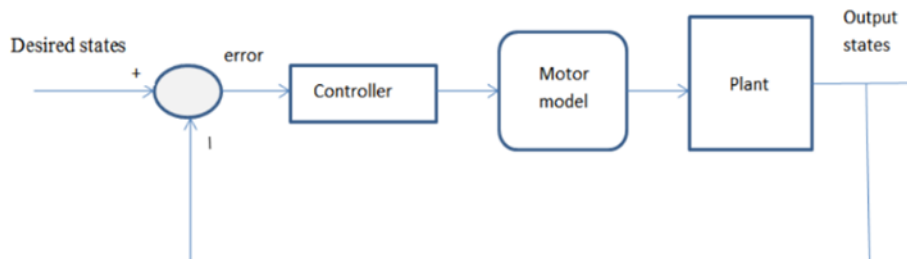 Desired states
+
error
Controller
Motor
model
Plant
Output
states
|